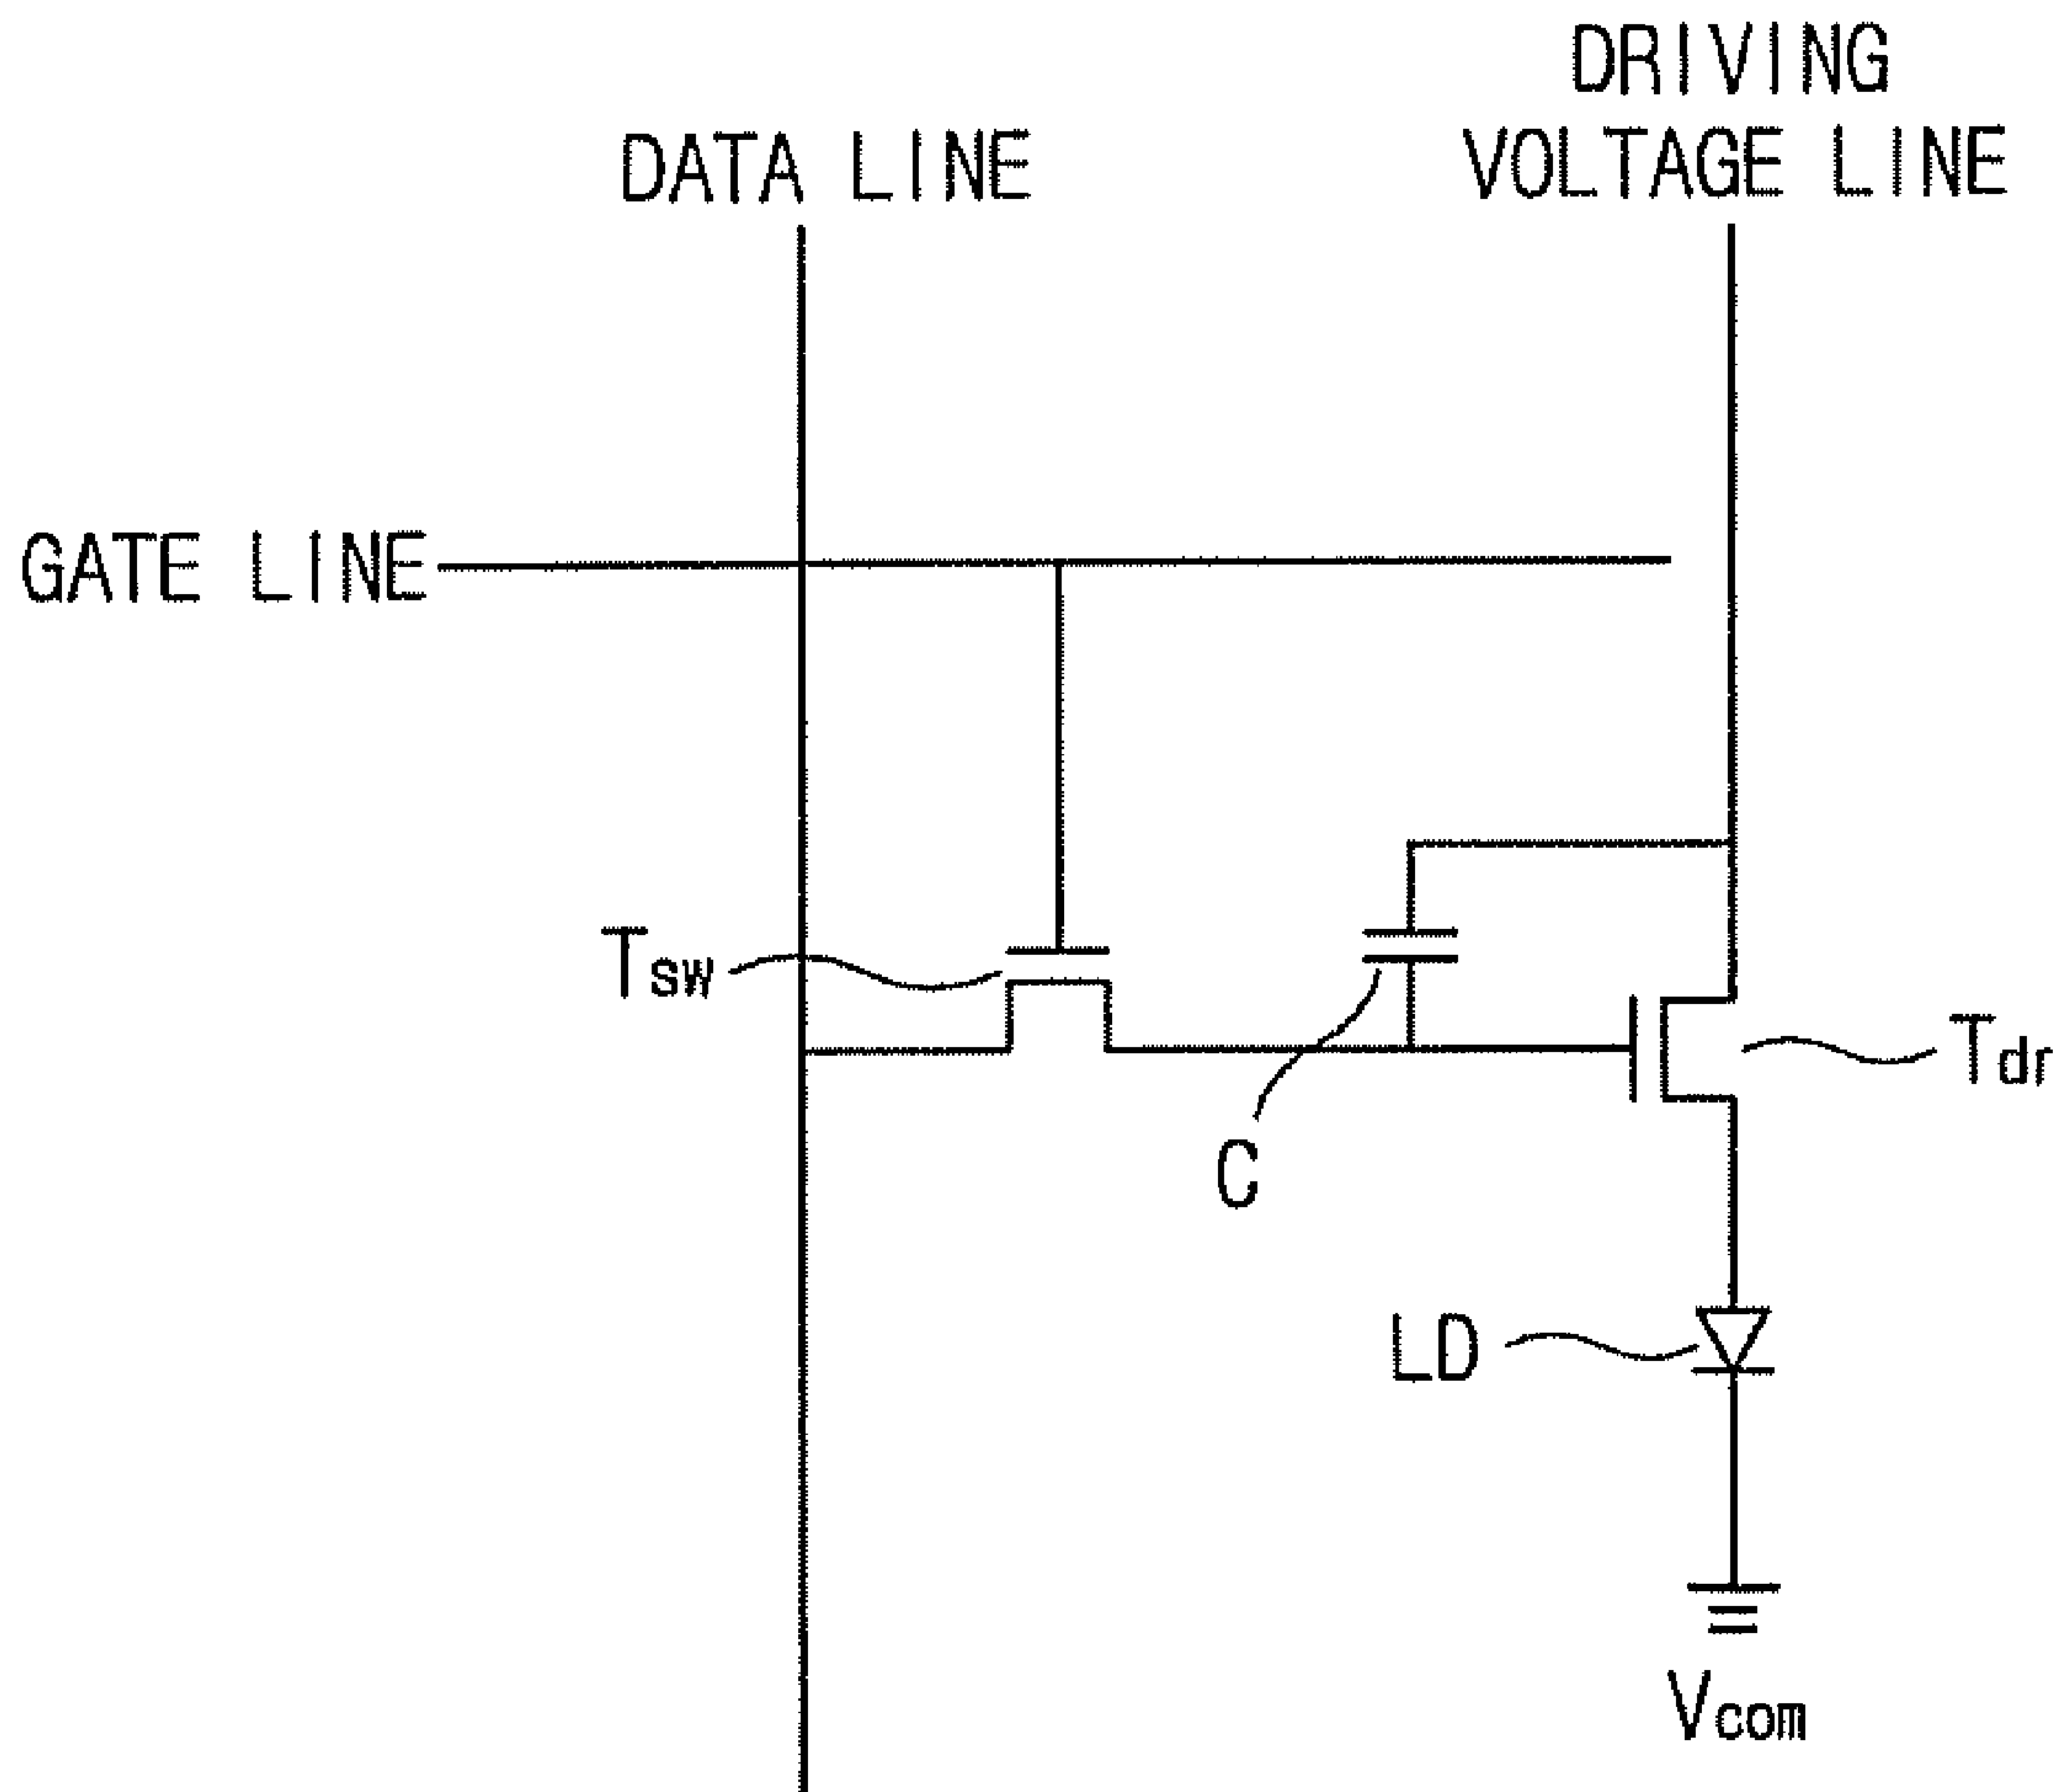 DRIVING
VOLTAGE LINE
DATA LINE
GATE LINE
Tsw
Tdr
C
LD
Vcom